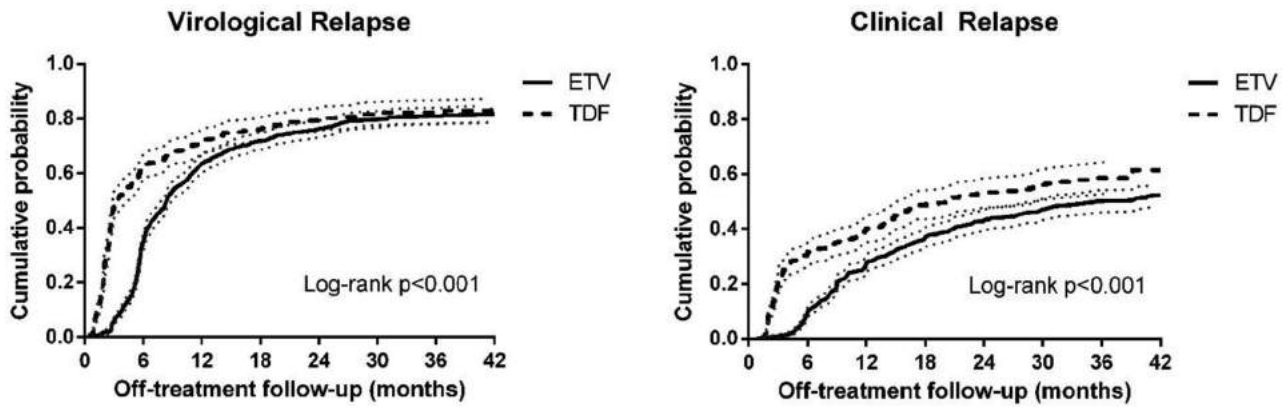 Virological Relapse
Cumulative probability
1.0
0.8
0.6
0.4
0.2
0.0
ETV
TDF
Log-rank p<0.001
0 6 12 18 24 30 36 42
Off-treatment follow-up (months)
Clinical Relapse
Cumulative probability
1.0
0.8
0.6
0.4
0.2
0.0
ETV
TDF
Log-rank p<0.001
0 6 12 18 24 30 36 42
Off-treatment follow-up (months)